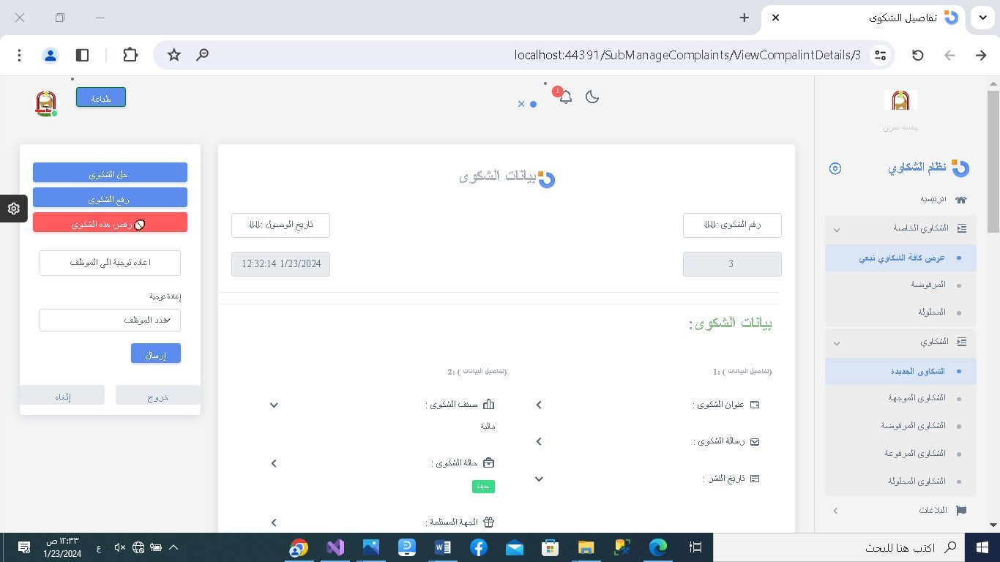 تفاصيل الشكوى
localhost:44391/SubManageComplaints/ViewCompalintDetails/3
جامعة عمران
نظام الشكاوي
الرئيسية
الشكاوي الخاصة
عرض كافة الشكاوي تبعي
المرفوضة
المحلولة
الشكاوي
الشكاوى الجديدة
الشكاوى الموجهة
الشكاوى المرفوضة
الشكاوى المرفوعة
الشكاوى المحلولة
البلاغات
3
طباعة
بيانات الشكوى
رقم الشكوى :
تاريخ الوصول :
3
12:32:14 1/23/2024
بيانات الشكوى :
(تفاصيل البيانات ) :1
عنوان الشكوى :
رسالة الشكوى :
تاريخ النشر :
(تفاصيل البيانات ) :2
صنف الشكوى :
مالية
حالة الشكوى :
جديدة
الجهة المستلمة :
حل الشكوى
رفع الشكوى
رفض هذه الشكوى
اعاده توجية الى الموظف
إعادة توجية
حدد الموظف
إرسال
خروج
إلغاء
اكتب هنا للبحث
ع
١٢:٣٣ ص
1/23/2024